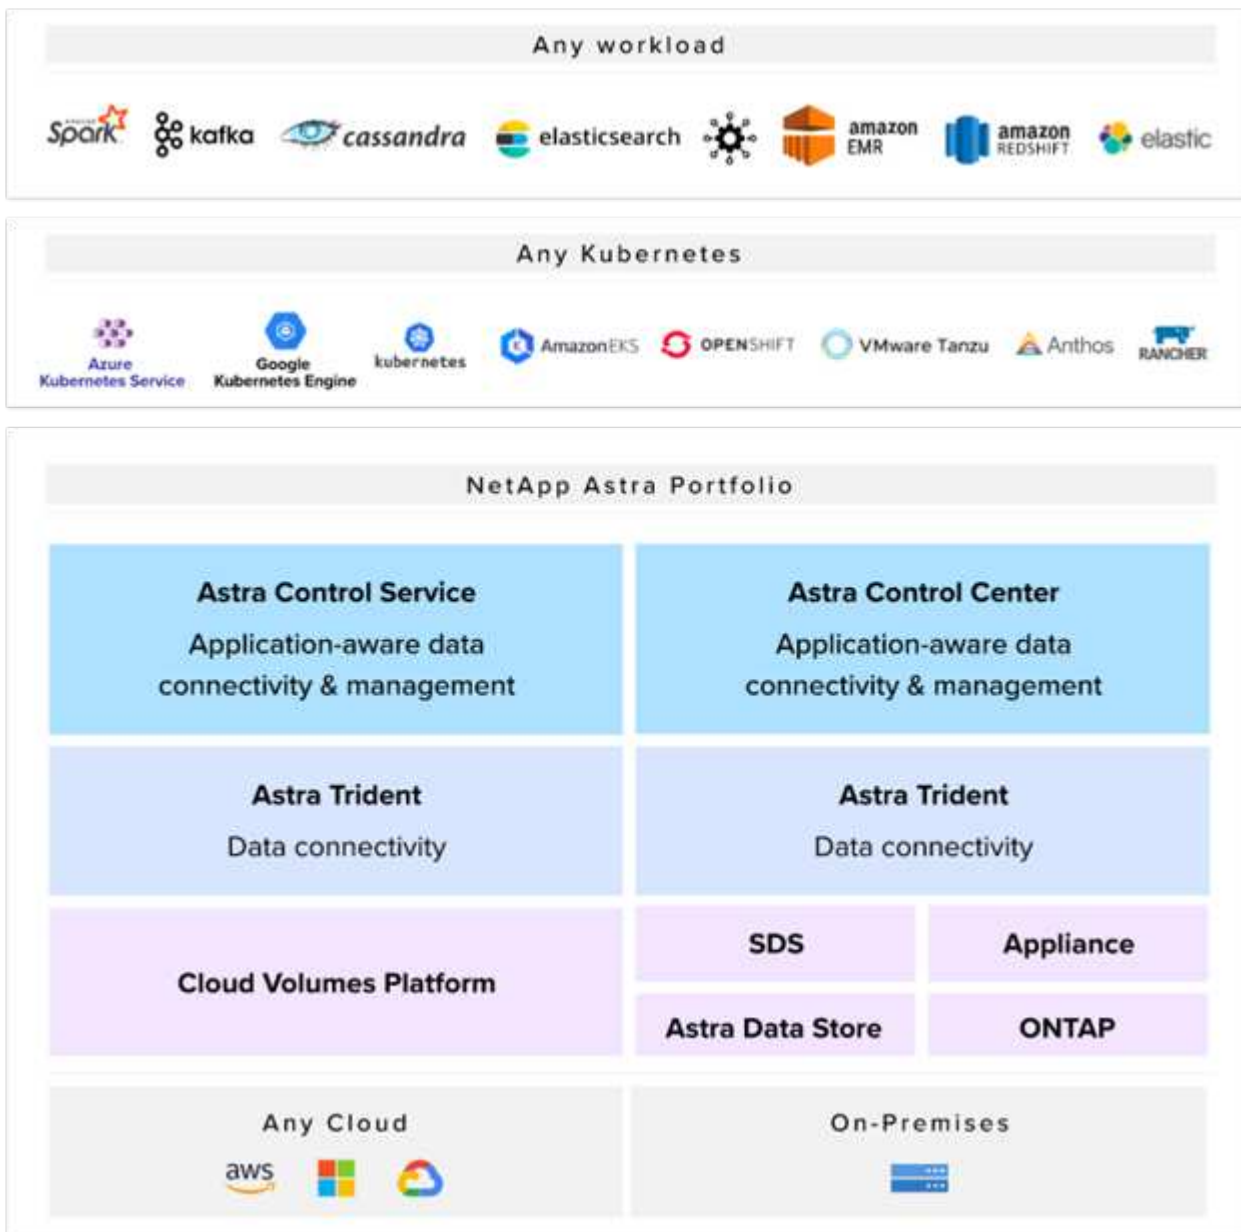 Any workload
APACHE
Spark
kafka
cassandra
elasticsearch
amazon
EMR
amazon
REDSHIFT
elastic
Any Kubernetes
Azure
Kubernetes Service
Google
Kubernetes Engine
kubernetes
Amazon EKS
OPENSHIFT
VMware Tanzu
Anthos
RANCHER
NetApp Astra Portfolio
Astra Control Service
Application-aware data
connectivity & management
Astra Control Center
Application-aware data
connectivity & management
Astra Trident
Data connectivity
Astra Trident
Data connectivity
Cloud Volumes Platform
SDS
Appliance
Astra Data Store
ONTAP
Any Cloud
aws
On-Premises